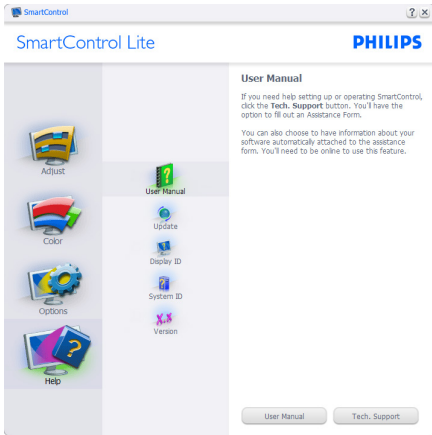 SmartControl
SmartControl Lite
PHILIPS
Adjust
Color
Options
Help
User Manual
Update
Display ID
System ID
X.X
Version
User Manual
If you need help setting up or operating SmartControl,
click the Tech. Support button. You'll have the
option to fill out an Assistance Form.
You can also choose to have information about your
software automatically attached to the assistance
form. You'll need to be online to use this feature.
User Manual
Tech. Support